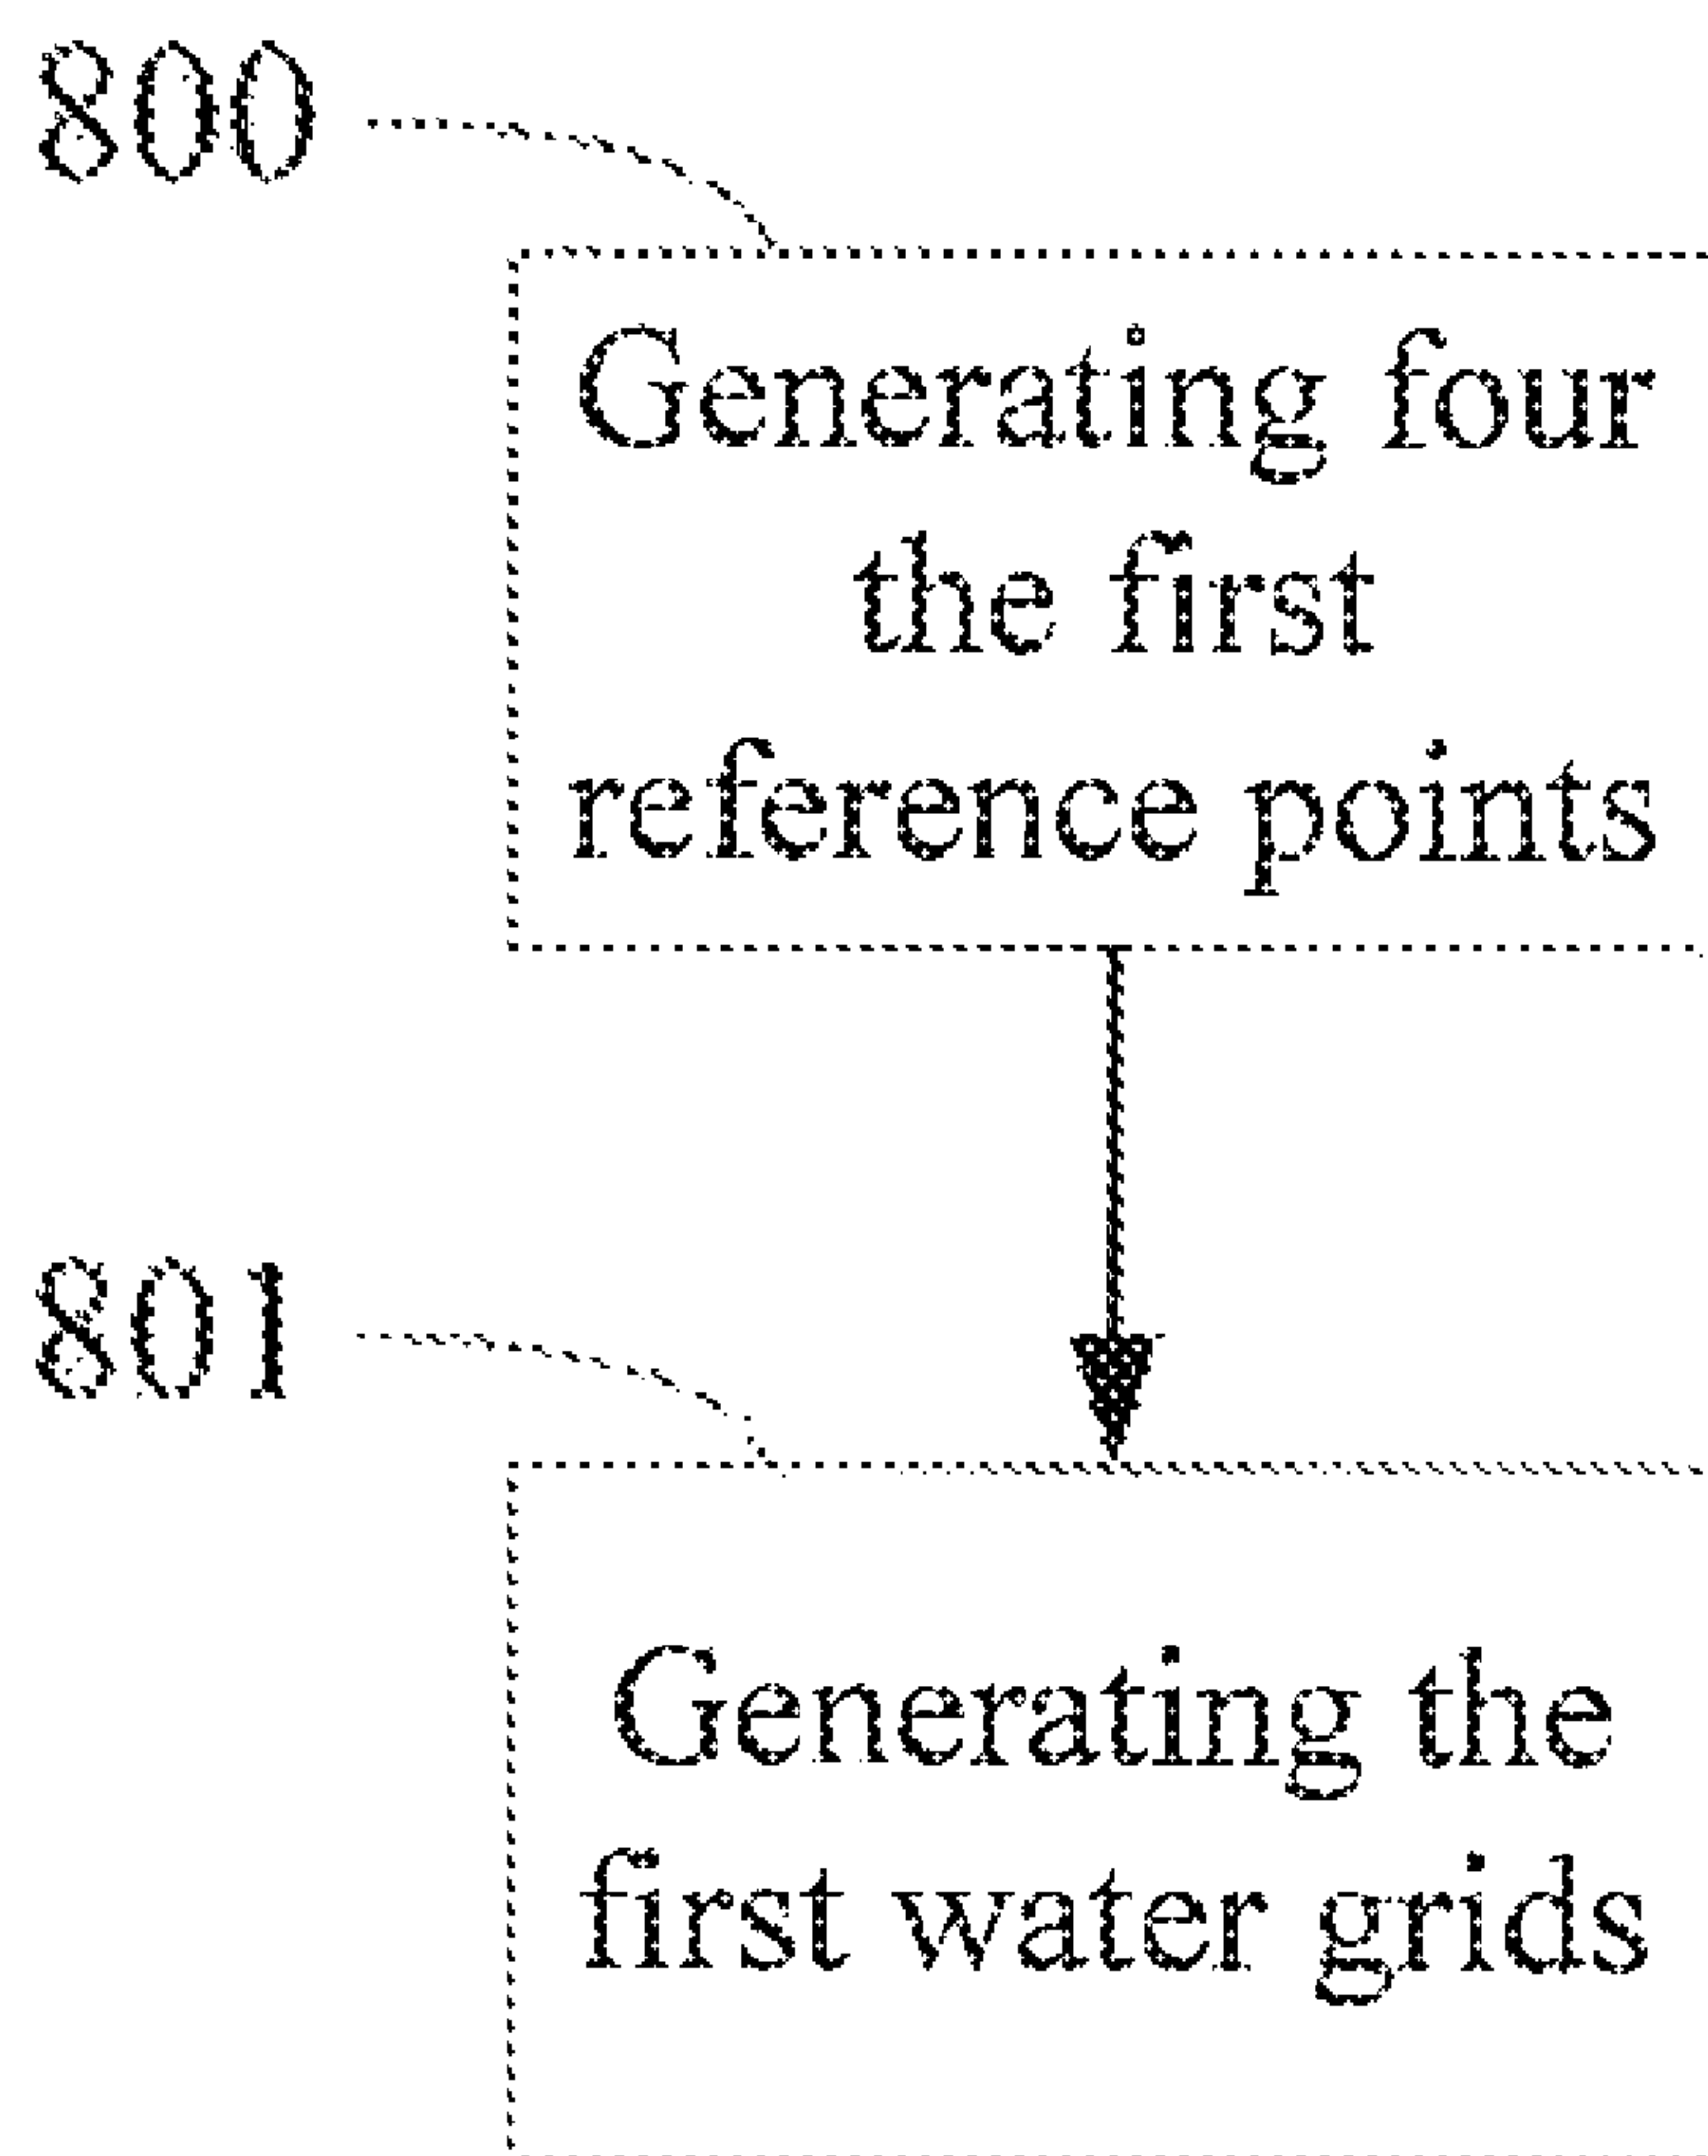 800
Generating four
the first
reference points
801
Generating the
first water grids